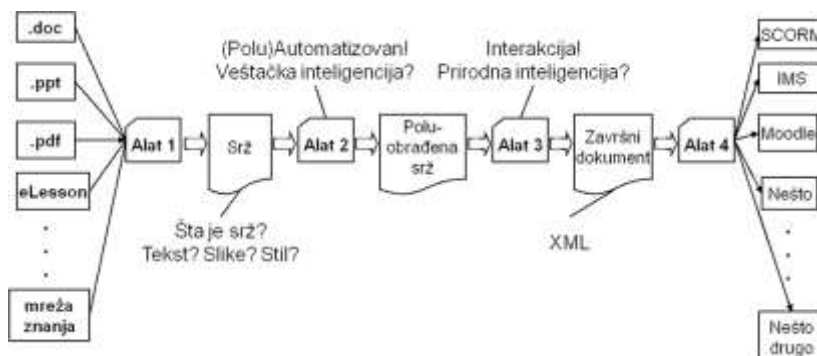 .doc
.ppt
.pdf
eLesson
mreža
znanja
Alat 1
Srž
Šta je srž?
Tekst? Slike? Stil?
(Polu)Automatizovan!
Veštačka inteligencija?
Alat 2
Polu-
obrađena
srž
Interakcija!
Prirodna inteligencija?
Alat 3
Završni
dokument
XML
Alat 4
SCORM
IMS
Moodle
Nešto
Nešto
drugo